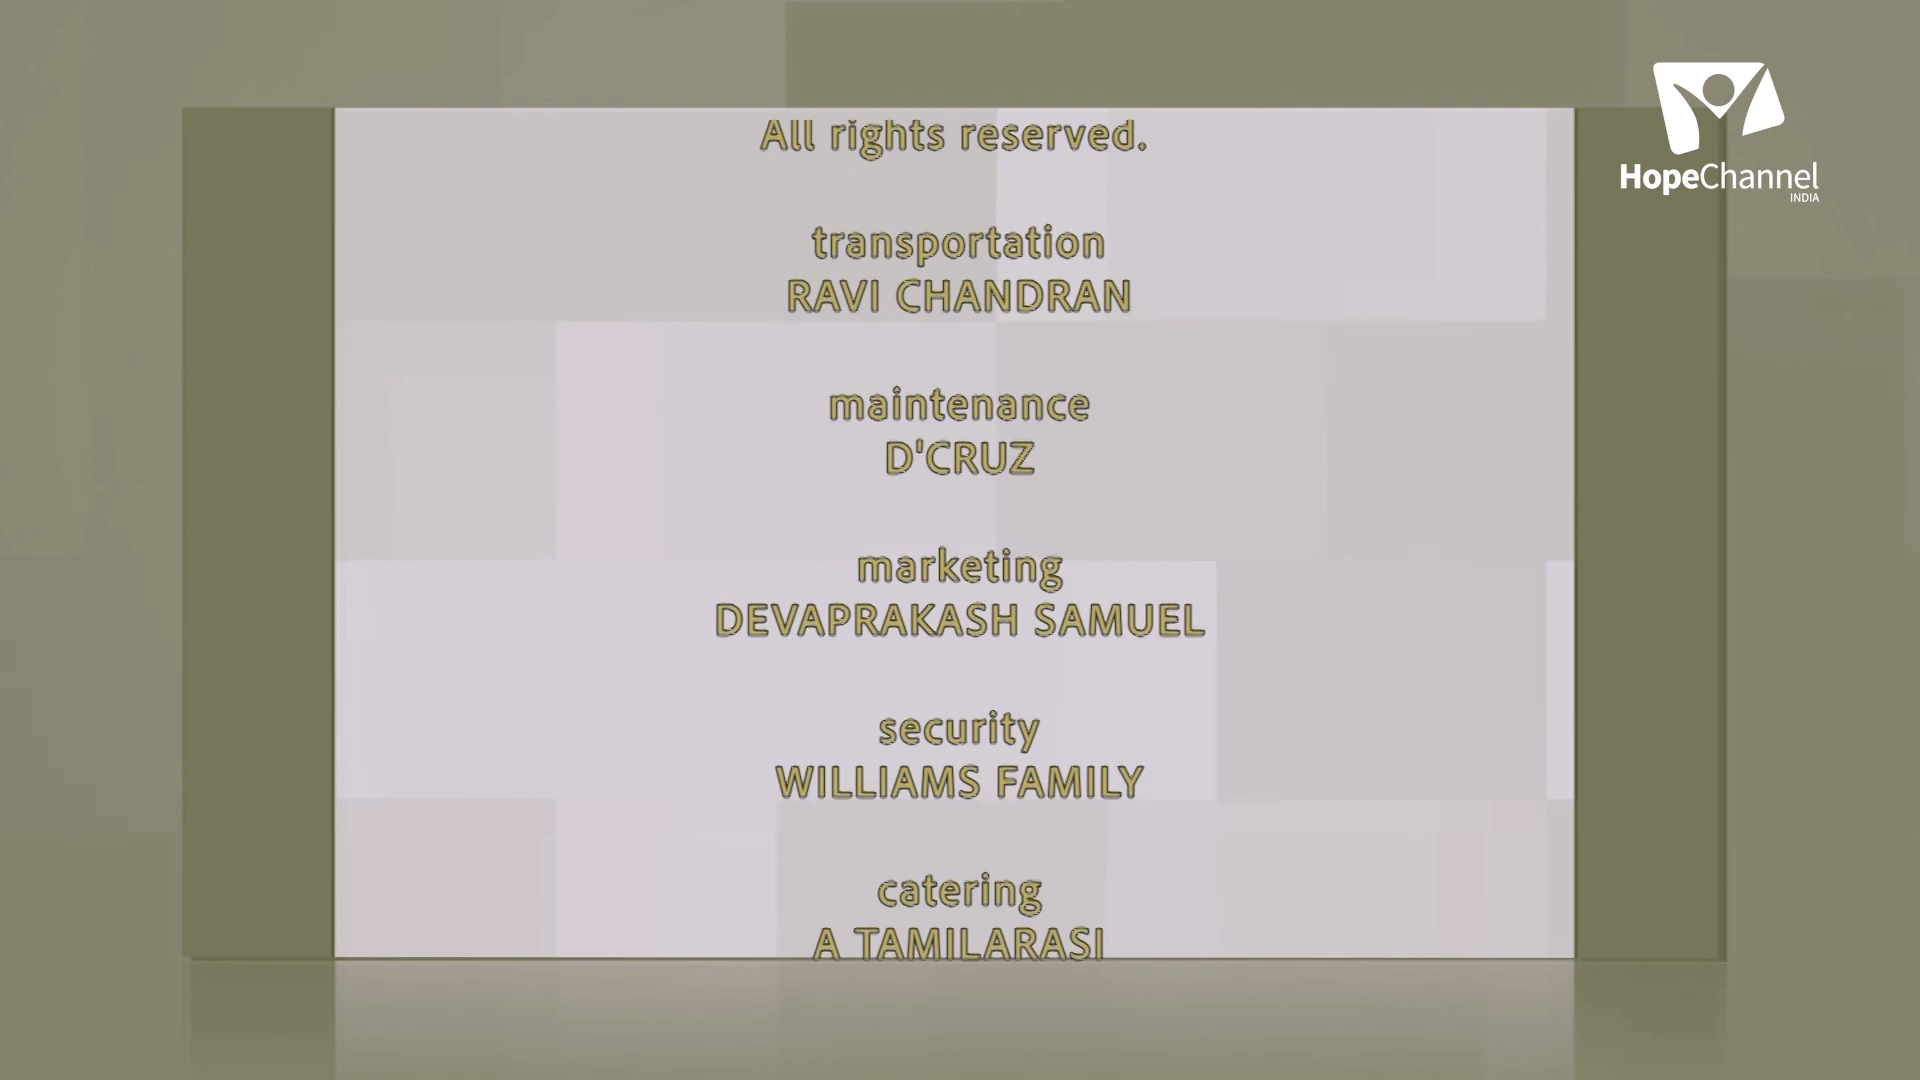 All rights reserved.
transportation
RAVI CHANDRAN
maintenance
D'CRUZ
marketing
DEVAPRAKASH SAMUEL
security
WILLIAMS FAMILY
catering
A TAMILARASI
HopeChannel
INDIA